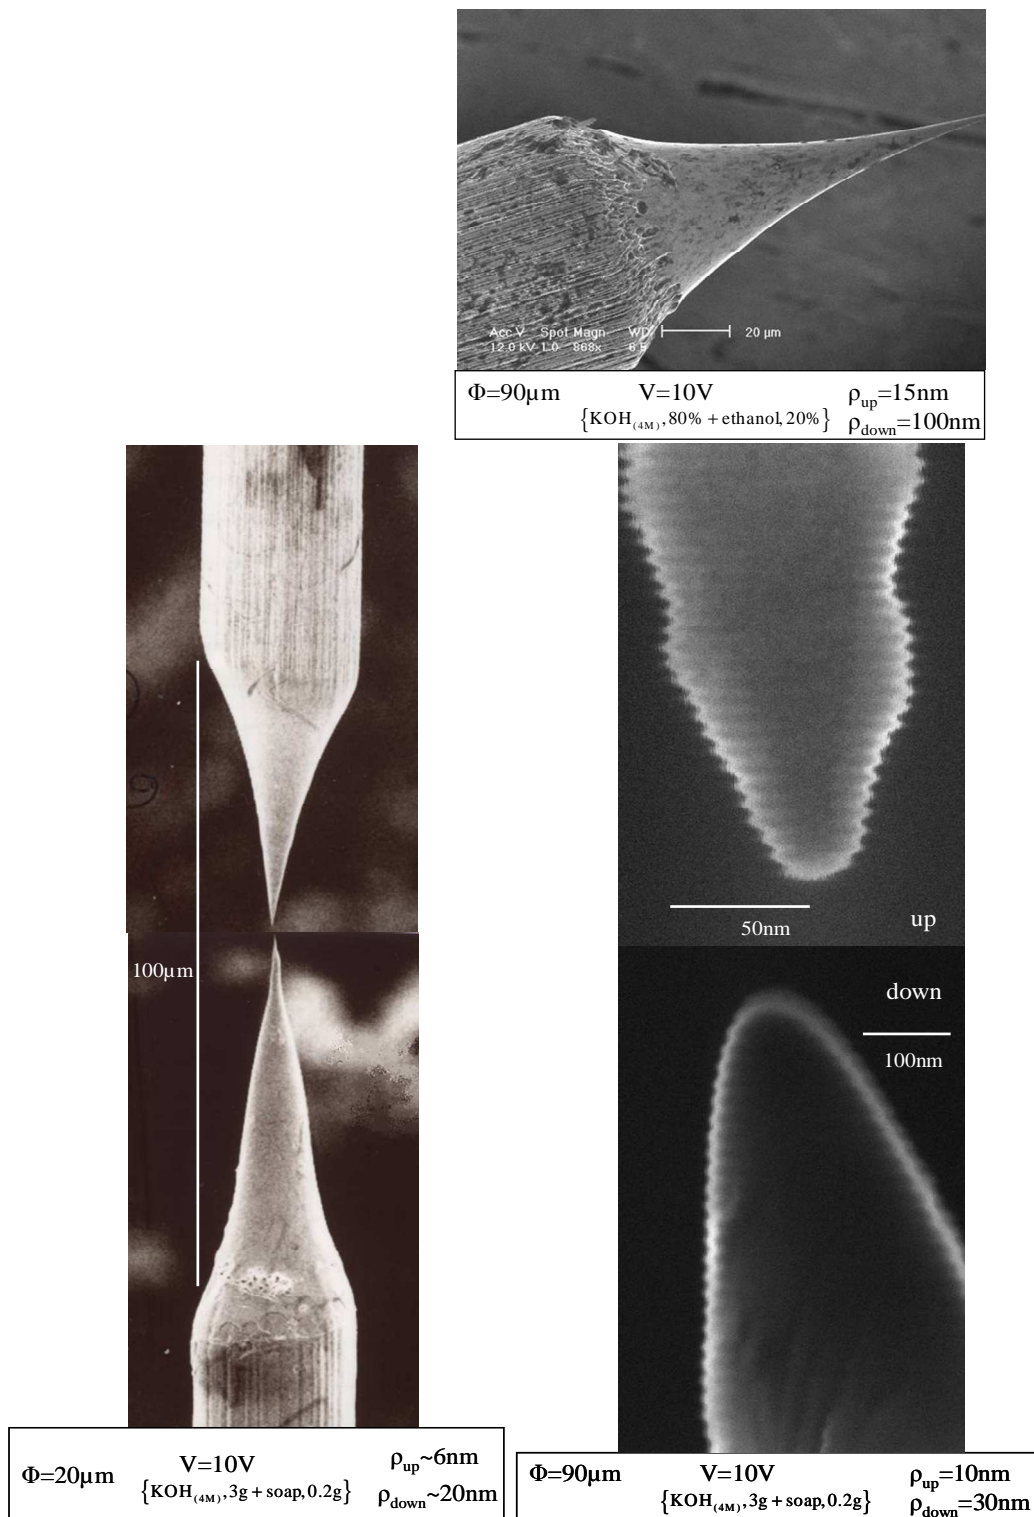 Acc.V Spot Magn WD
12.0 kV 1.0 868x 6.5
20 µm
Φ=90µm V=10V ρup=15nm
{KOH(4M), 80% + ethanol, 20%} ρdown=100nm
100µm
50nm
up
down
100nm
Φ=20µm V=10V ρup~6nm
{KOH(4M), 3g + soap, 0.2g} ρdown~20nm
Φ=90µm V=10V ρup=10nm
{KOH(4M), 3g + soap, 0.2g} ρdown=30nm